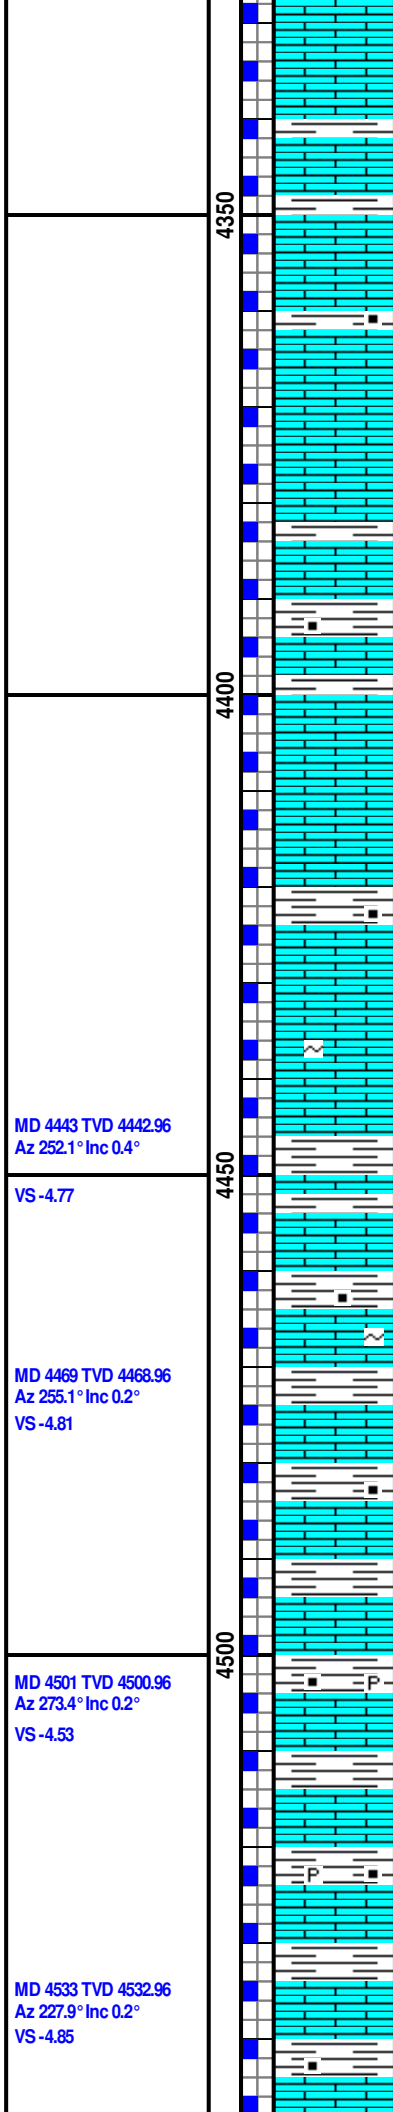 4350
4400
MD 4443 TVD 4442.96
Az 252.1° Inc 0.4°
4450
VS -4.77
MD 4469 TVD 4468.96
Az 255.1° Inc 0.2°
VS -4.81
4500
MD 4501 TVD 4500.96
Az 273.4° Inc 0.2°
P
VS -4.53
P
MD 4533 TVD 4532.96
Az 227.9° Inc 0.2°
VS -4.85